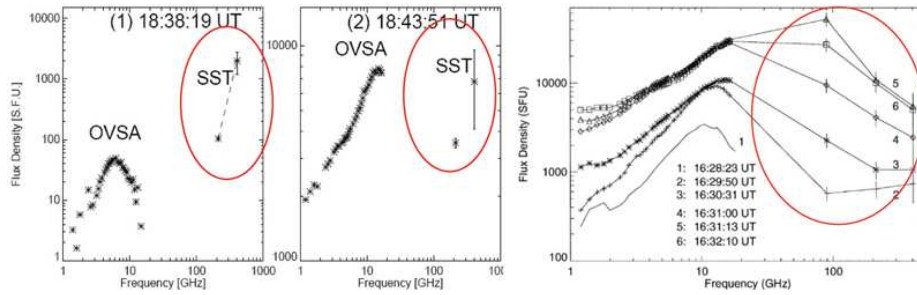 (1) 18:38:19 UT
Flux Density [S.F.U.]
10000
1000
100
10
1
SST
OVSA
1
10
100
1000
Frequency [GHz]
(2) 18:43:51 UT
10000
1000
OVSA
SST
1
10
100
Frequency [GHz]
Flux Density (SFU)
10000
1000
100
1
1: 16:28:23 UT
2: 16:29:50 UT
3: 16:30:31 UT
4: 16:31:00 UT
5: 16:31:13 UT
6: 16:32:10 UT
5
6
4
3
2
1
10
100
Frequency (GHz)